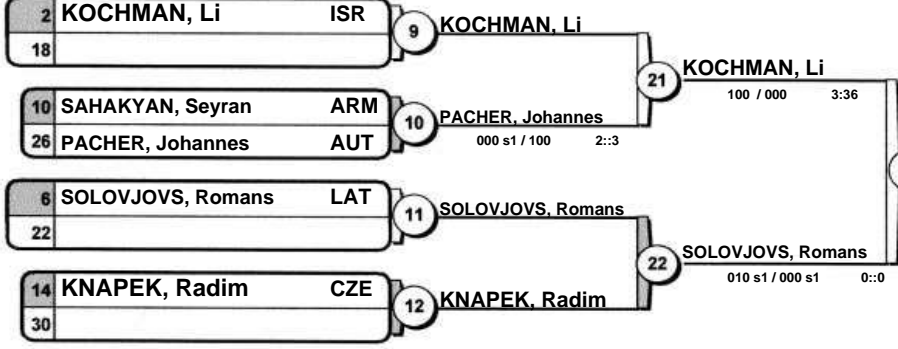 2 KOCHMAN, Li ISR
18
9
KOCHMAN, Li
10 SAHAKYAN, Seyran ARM
26 PACHER, Johannes AUT
10
PACHER, Johannes
000 s1 / 100 2::3
21
KOCHMAN, Li
100 / 000 3:36
6 SOLOVJOVS, Romans LAT
22
11
SOLOVJOVS, Romans
14 KNAPEK, Radim CZE
30
12
KNAPEK, Radim
22
SOLOVJOVS, Romans
010 s1 / 000 s1 0::0